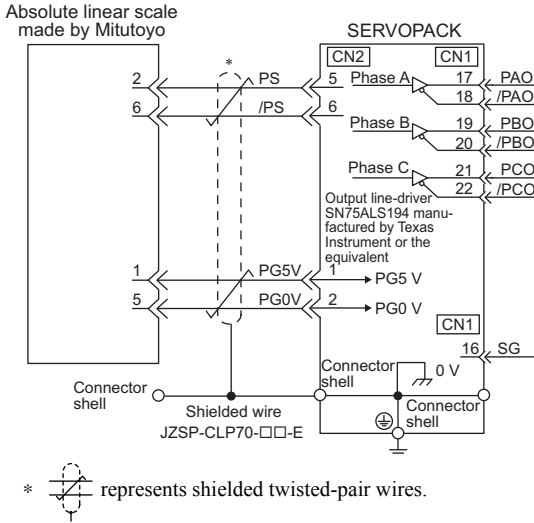 Absolute linear scale
made by Mitutoyo
SERVOPACK
*
CN2
CN1
2
PS
5
Phase A
17
PAO
18
/PAO
6
/PS
6
Phase B
19
PBO
20
/PBO
Phase C
21
PCO
22
/PCO
Output line-driver
SN75ALS194 manu-
factured by Texas
Instrument or the
equivalent
1
PG5V
1
PG5 V
5
PG0V
2
PG0 V
CN1
16
SG
Connector
shell
0 V
Connector
shell
Connector
shell
Shielded wire
JZSP-CLP70-□□-E
* represents shielded twisted-pair wires.